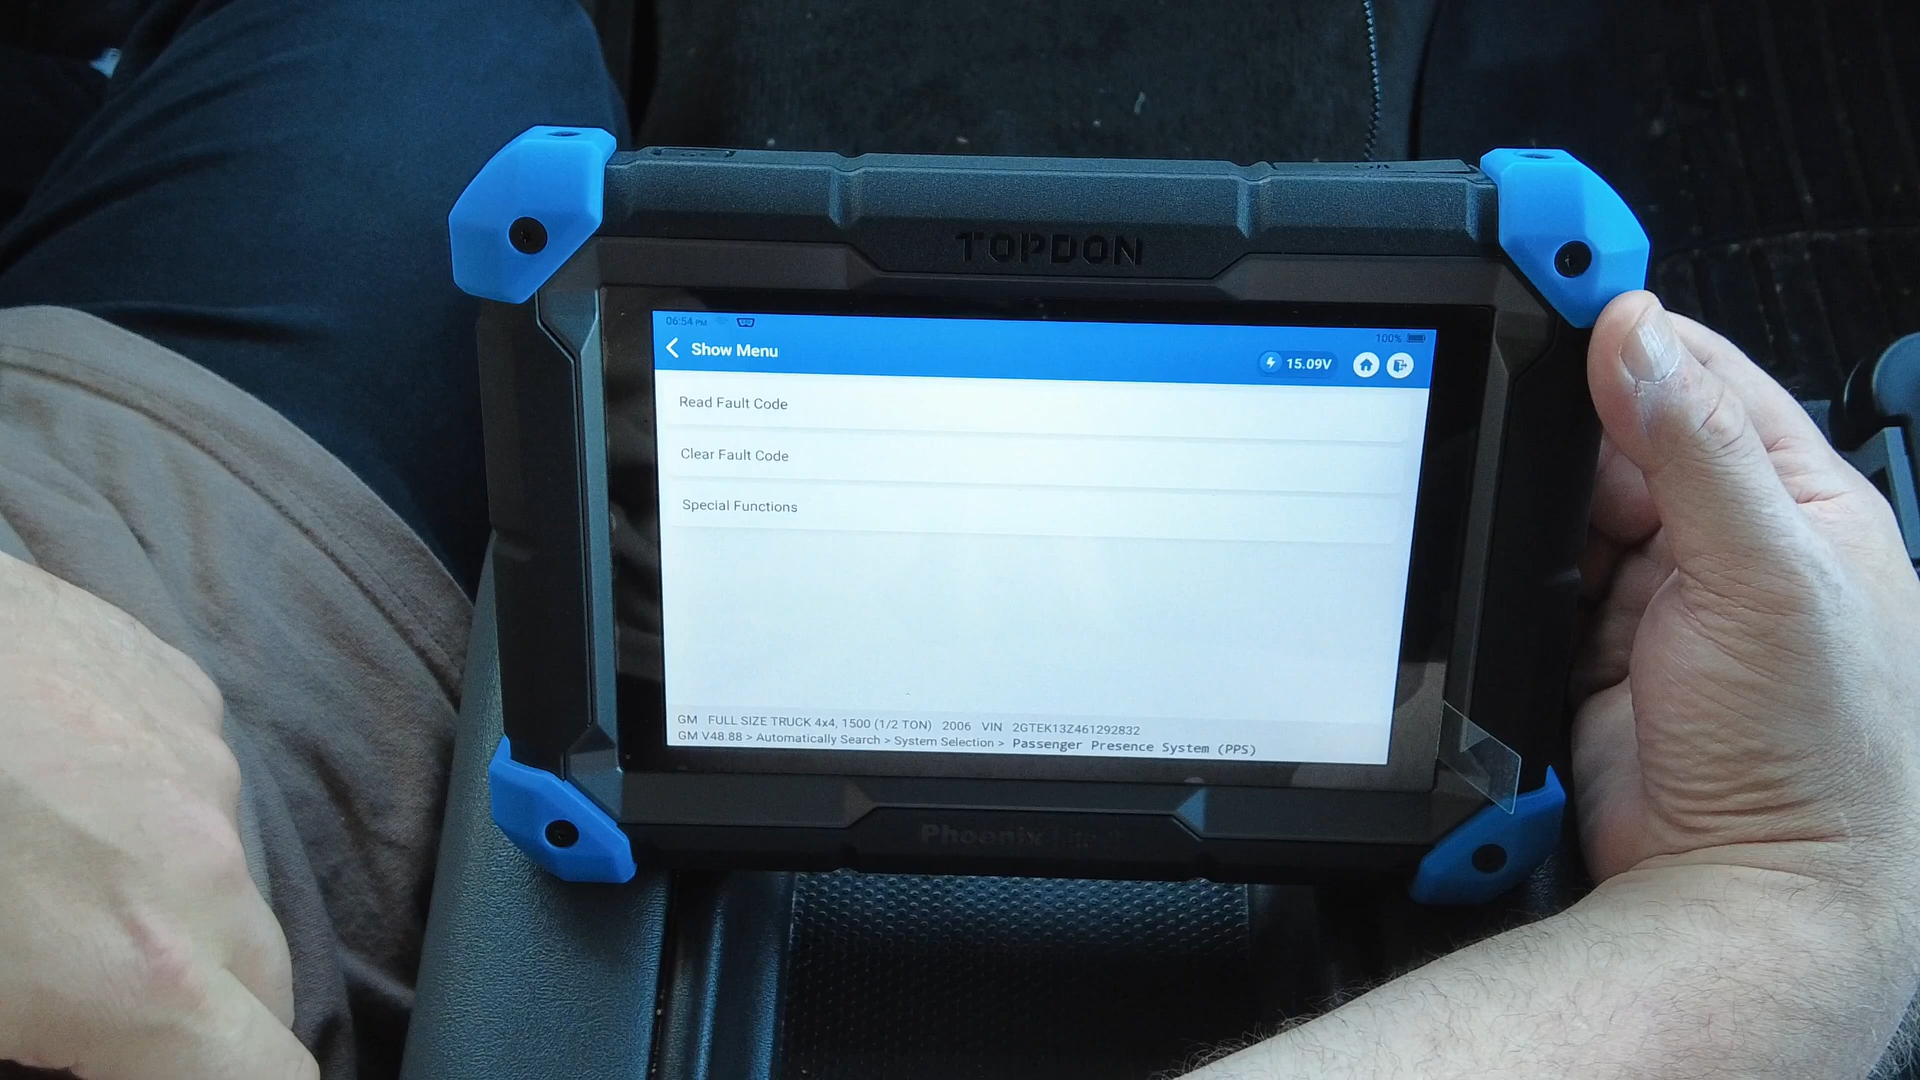 TOPDON
06:54 PM
100%
Show Menu
15.09V
Read Fault Code
Clear Fault Code
Special Functions
GM FULL SIZE TRUCK 4x4, 1500 (1/2 TON) 2006 VIN 2GTEK13Z461292832
GM V48.88 > Automatically Search > System Selection > Passenger Presence System (PPS)
Phoenix Lite